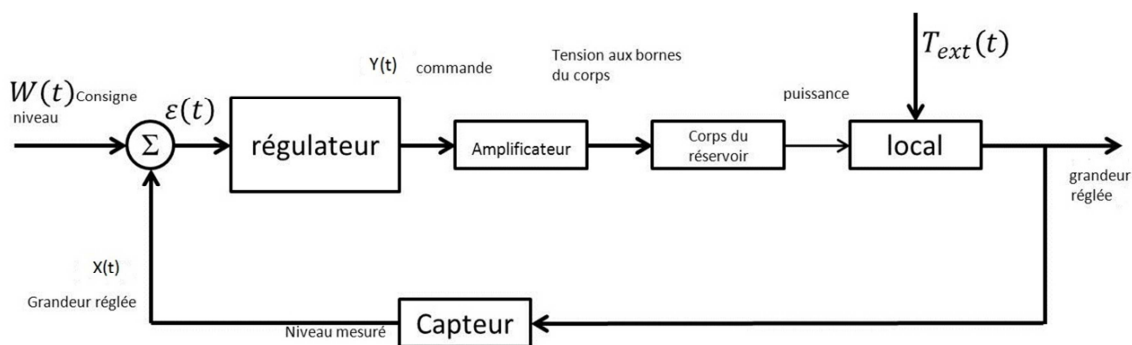 W(t) Consigne
niveau
ε(t)
Σ
régulateur
Y(t) commande
Amplificateur
Tension aux bornes
du corps
Corps du
réservoir
puissance
T_ext(t)
local
grandeur
réglée
X(t)
Grandeur réglée
Niveau mesuré
Capteur